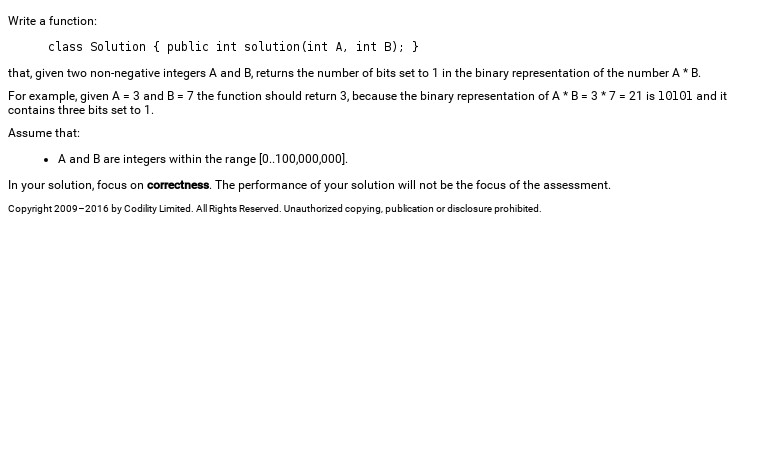 Write a function:
class Solution { public int solution(int A, int B); }
that, given two non-negative integers A and B, returns the number of bits set to 1 in the binary representation of the number A * B.
For example, given A = 3 and B = 7 the function should return 3, because the binary representation of A * B = 3 * 7 = 21 is 10101 and it
contains three bits set to 1.
Assume that:
• A and B are integers within the range [0..100,000,000].
In your solution, focus on correctness. The performance of your solution will not be the focus of the assessment.
Copyright 2009–2016 by Codility Limited. All Rights Reserved. Unauthorized copying, publication or disclosure prohibited.